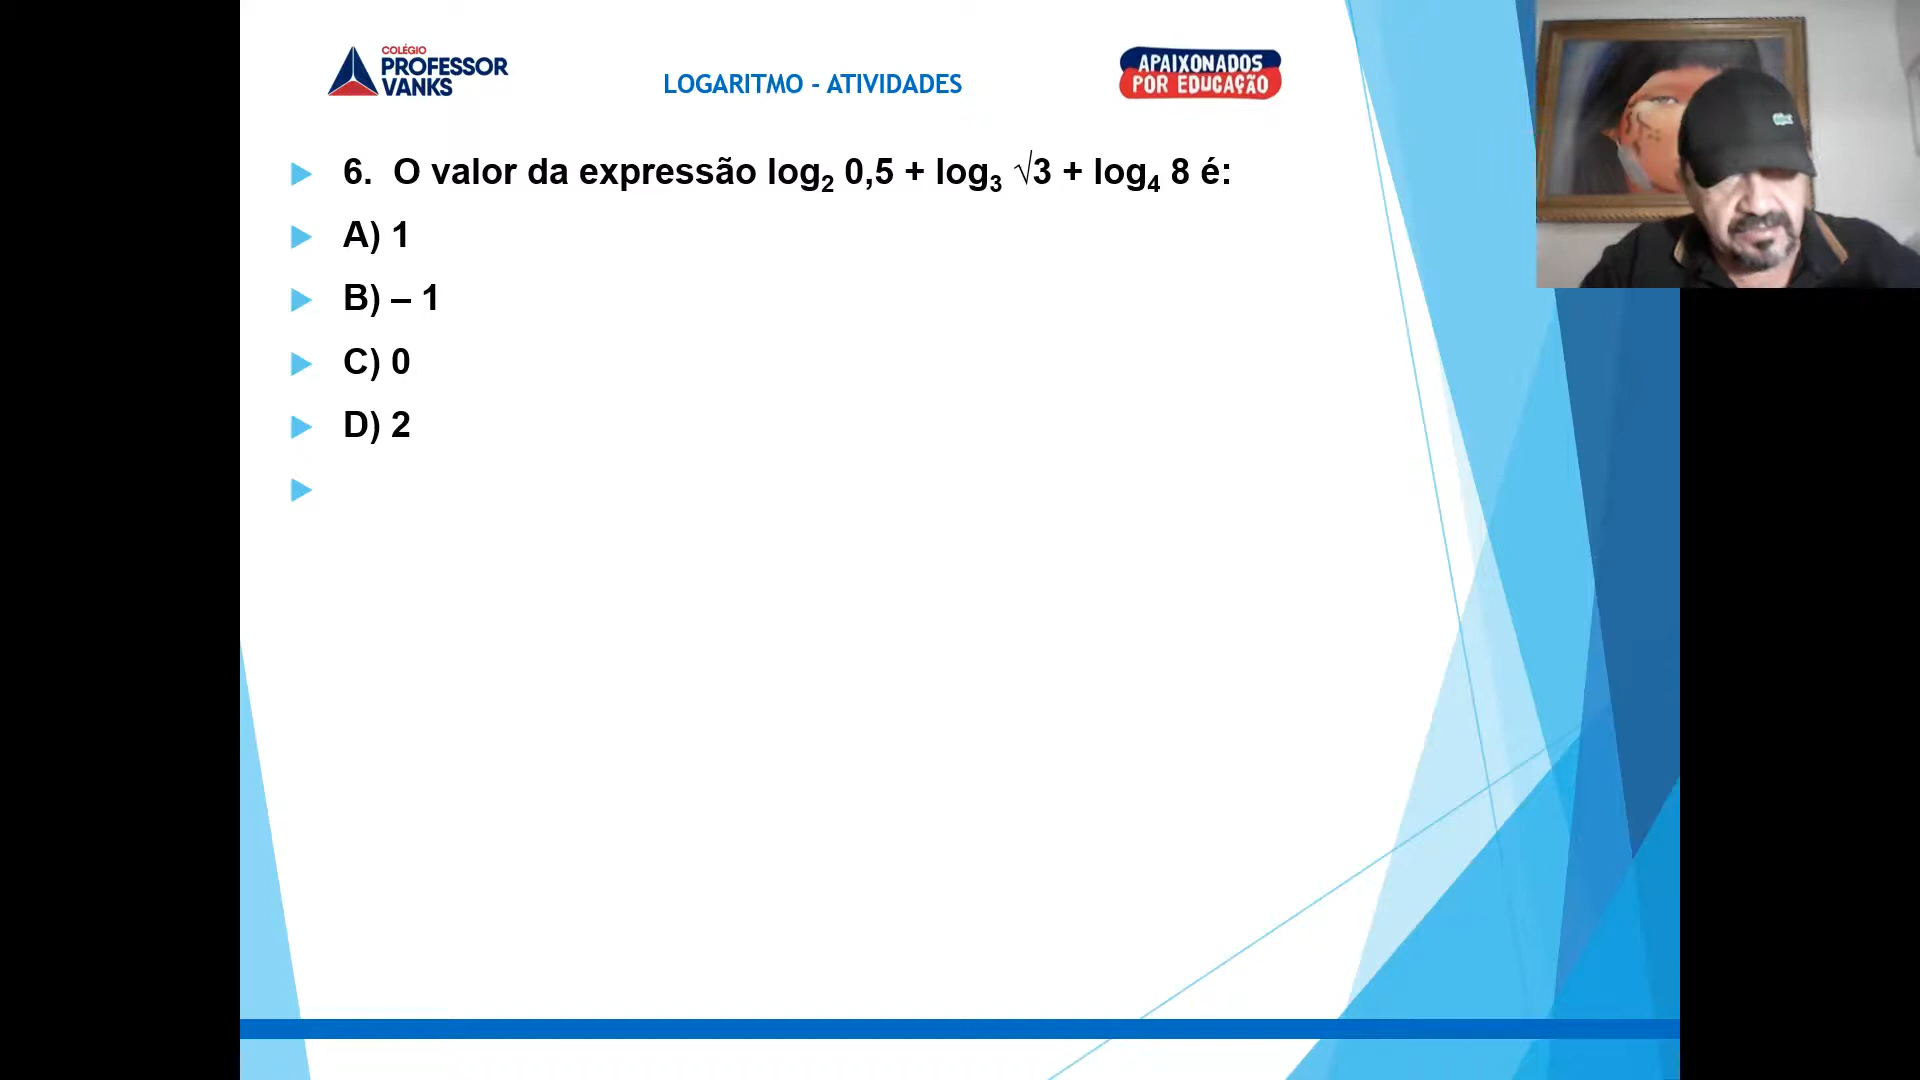 COLÉGIO
PROFESSOR
VANKS
LOGARITMO - ATIVIDADES
APAIXONADOS
POR EDUCAÇÃO
6. O valor da expressão log₂ 0,5 + log₃ √3 + log₄ 8 é:
A) 1
B) – 1
C) 0
D) 2